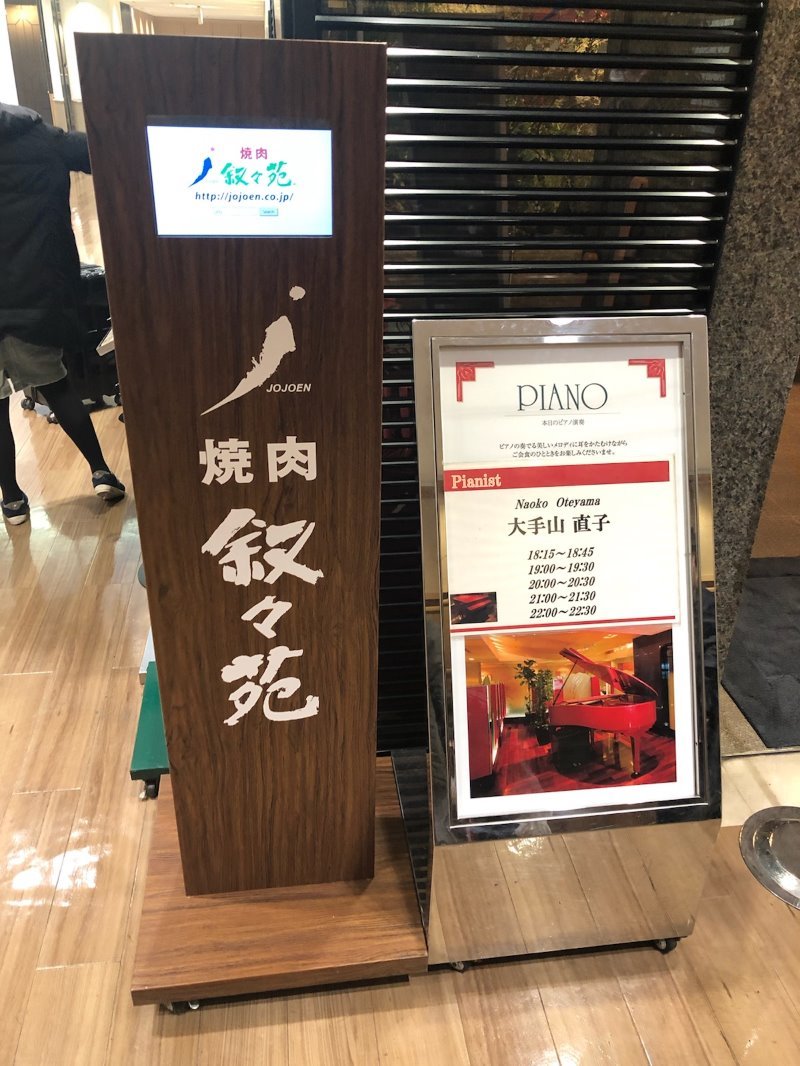 焼肉
叙々苑
http://jojoen.co.jp/
JOJOEN
焼肉
叙々苑
PIANO
本日のピアノ演奏
ピアノの奏でる美しいメロディに耳をかたむけながら
ご会食のひとときをお楽しみくださいませ。
Pianist
Naoko Oteyama
大手山 直子
18:15〜18:45
19:00〜19:30
20:00〜20:30
21:00〜21:30
22:00〜22:30